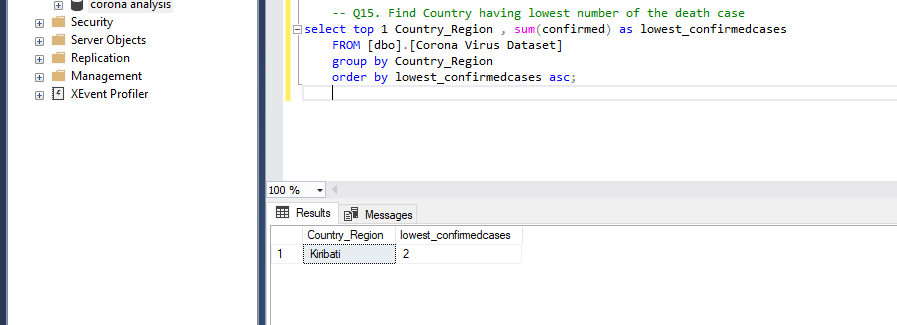 corona analysis
Security
Server Objects
Replication
Management
XEvent Profiler
-- Q15. Find Country having lowest number of the death case
select top 1 Country_Region , sum(confirmed) as lowest_confirmedcases
FROM [dbo].[Corona Virus Dataset]
group by Country_Region
order by lowest_confirmedcases asc;
100 %
Results Messages
Country_Region lowest_confirmedcases
1 Kiribati 2